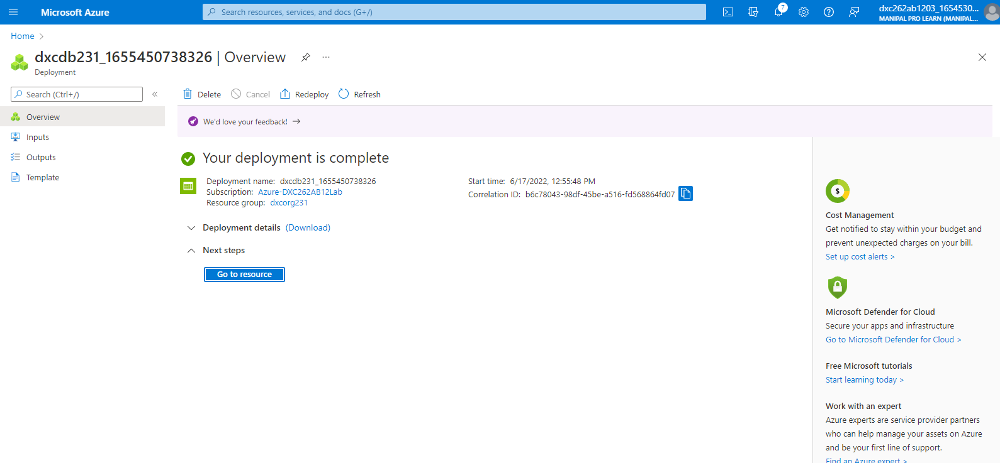 Microsoft Azure
Search resources, services, and docs (G+/)
7
dxc262ab1203_1654530...
MANIPAL PRO LEARN (MANIPAL...
Home >
dxcdb231_1655450738326 | Overview
...
Deployment
Search (Ctrl+/)
«
Delete
Cancel
Redeploy
Refresh
Overview
Inputs
Outputs
Template
We'd love your feedback! →
Your deployment is complete
Deployment name: dxcdb231_1655450738326
Subscription: Azure-DXC262AB12Lab
Resource group: dxcorg231
Start time: 6/17/2022, 12:55:48 PM
Correlation ID: b6c78043-98df-45be-a516-fd568864fd07
Deployment details (Download)
Next steps
Go to resource
$
Cost Management
Get notified to stay within your budget and
prevent unexpected charges on your bill.
Set up cost alerts >
Microsoft Defender for Cloud
Secure your apps and infrastructure
Go to Microsoft Defender for Cloud >
Free Microsoft tutorials
Start learning today >
Work with an expert
Azure experts are service provider partners
who can help manage your assets on Azure
and be your first line of support.
Find an Azure expert >